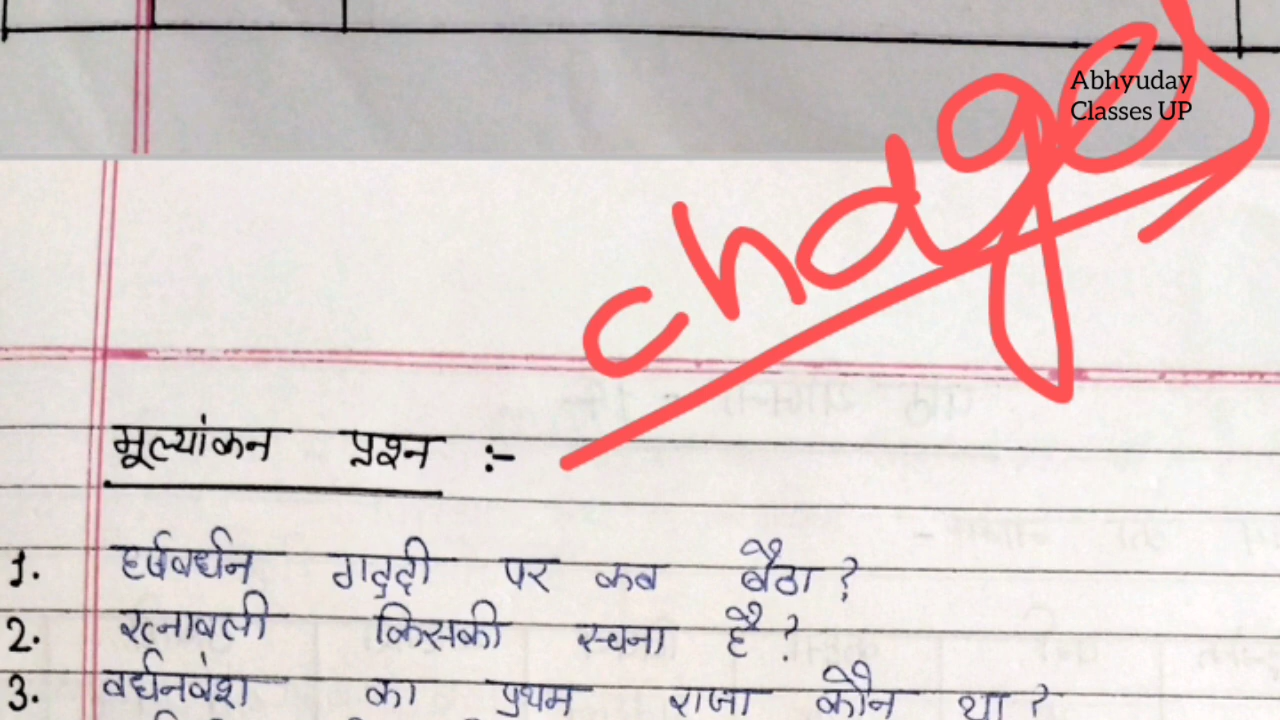 Abhyuday
Classes UP
chages
मूल्यांकन प्रश्न :-
1. हर्षवर्धन गद्दी पर कब बैठा ?
2. रत्नावली किसकी रचना है ?
3. वर्धनवंश का प्रथम राजा कौन था ?